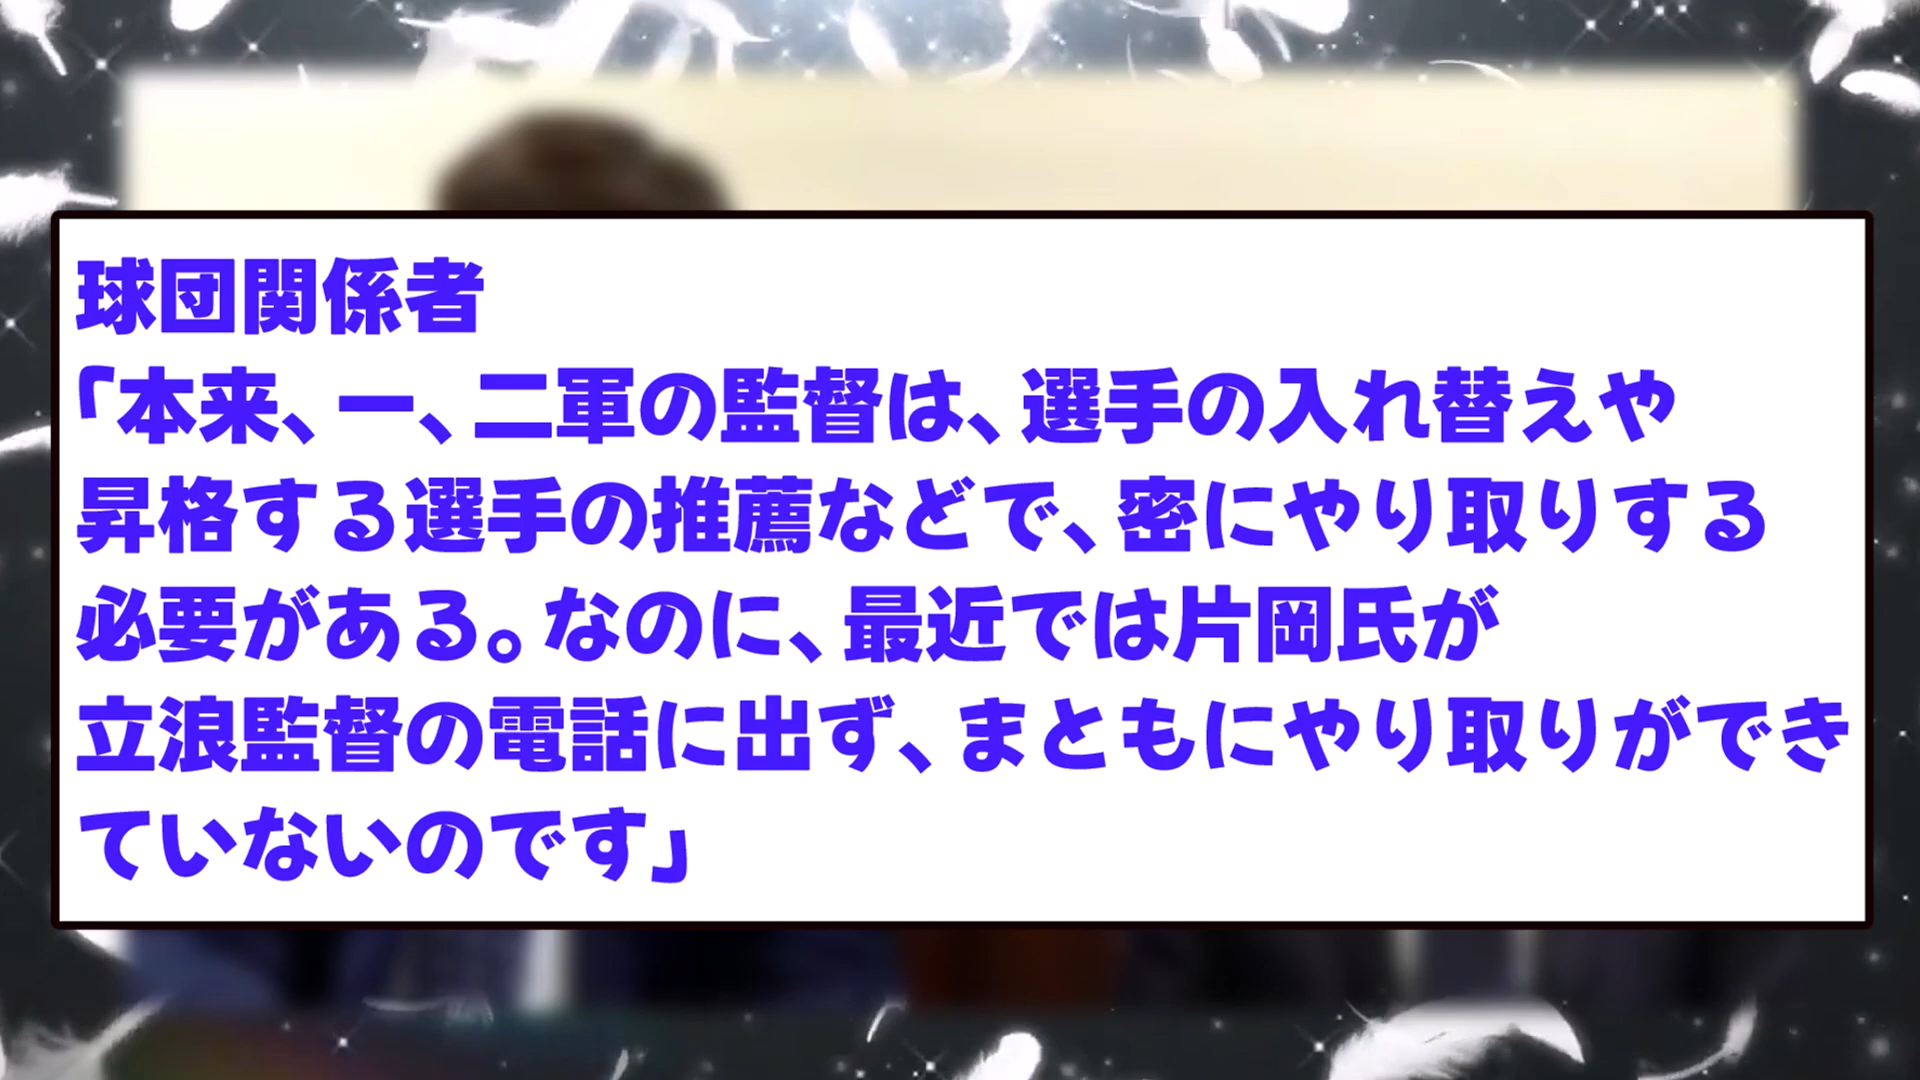 球団関係者
「本来、一、二軍の監督は、選手の入れ替えや
昇格する選手の推薦などで、密にやり取りする
必要がある。なのに、最近では片岡氏が
立浪監督の電話に出ず、まともにやり取りができ
ていないのです」